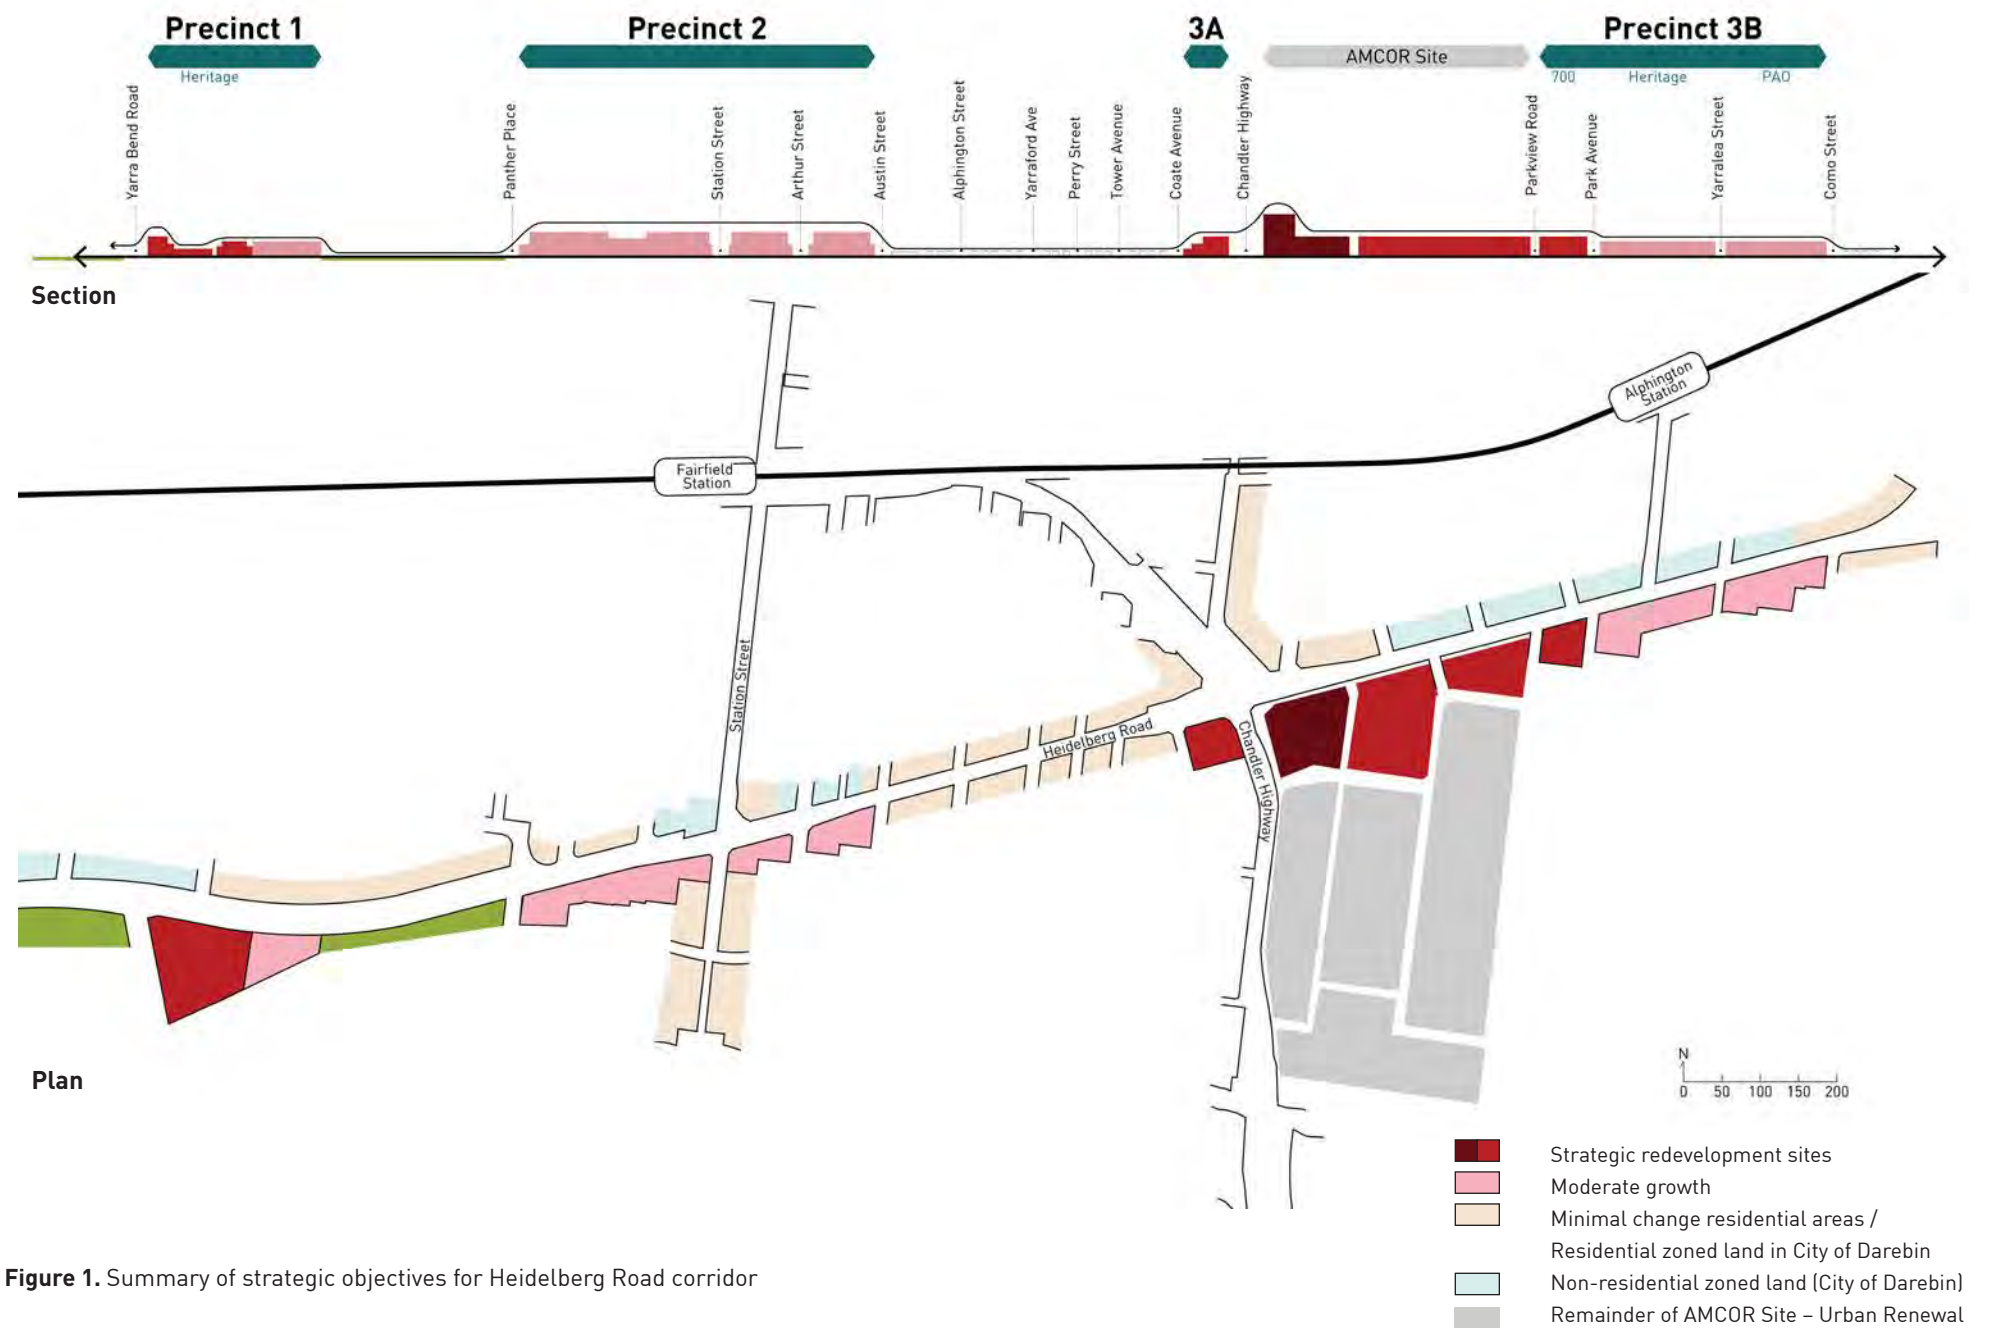 Precinct 1
Precinct 2
3A
Precinct 3B
AMCOR Site
Heritage
700
Heritage
PAO
Yarra Bend Road
Panther Place
Station Street
Arthur Street
Austin Street
Alphington Street
Yarraford Ave
Perry Street
Tower Avenue
Coate Avenue
Chandler Highway
Parkview Road
Park Avenue
Yarralea Street
Como Street
Section
Alphington
Station
Fairfield
Station
Station Street
Heidelberg Road
Chandler Highway
Plan
N
0 50 100 150 200
Strategic redevelopment sites
Moderate growth
Minimal change residential areas /
Residential zoned land in City of Darebin
Non-residential zoned land (City of Darebin)
Remainder of AMCOR Site – Urban Renewal
Figure 1. Summary of strategic objectives for Heidelberg Road corridor